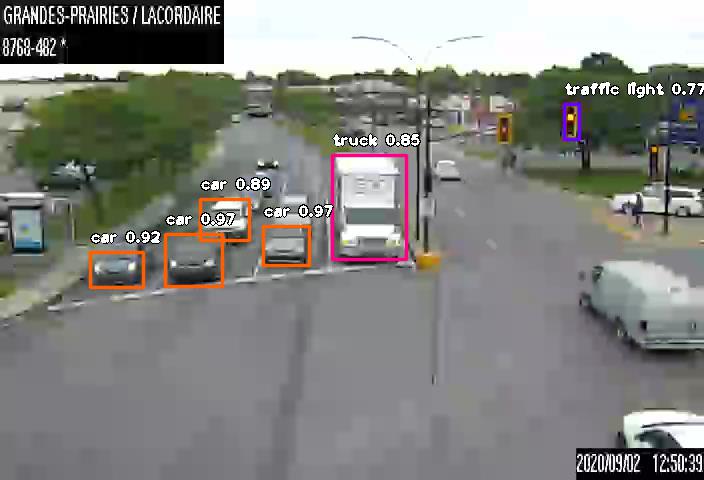 GRANDES-PRAIRIES / LACORDAIRE
8768-482 *
traffic light 0.77
truck 0.85
car 0.89
car 0.97
car 0.97
car 0.92
2020/09/02 12:50:39